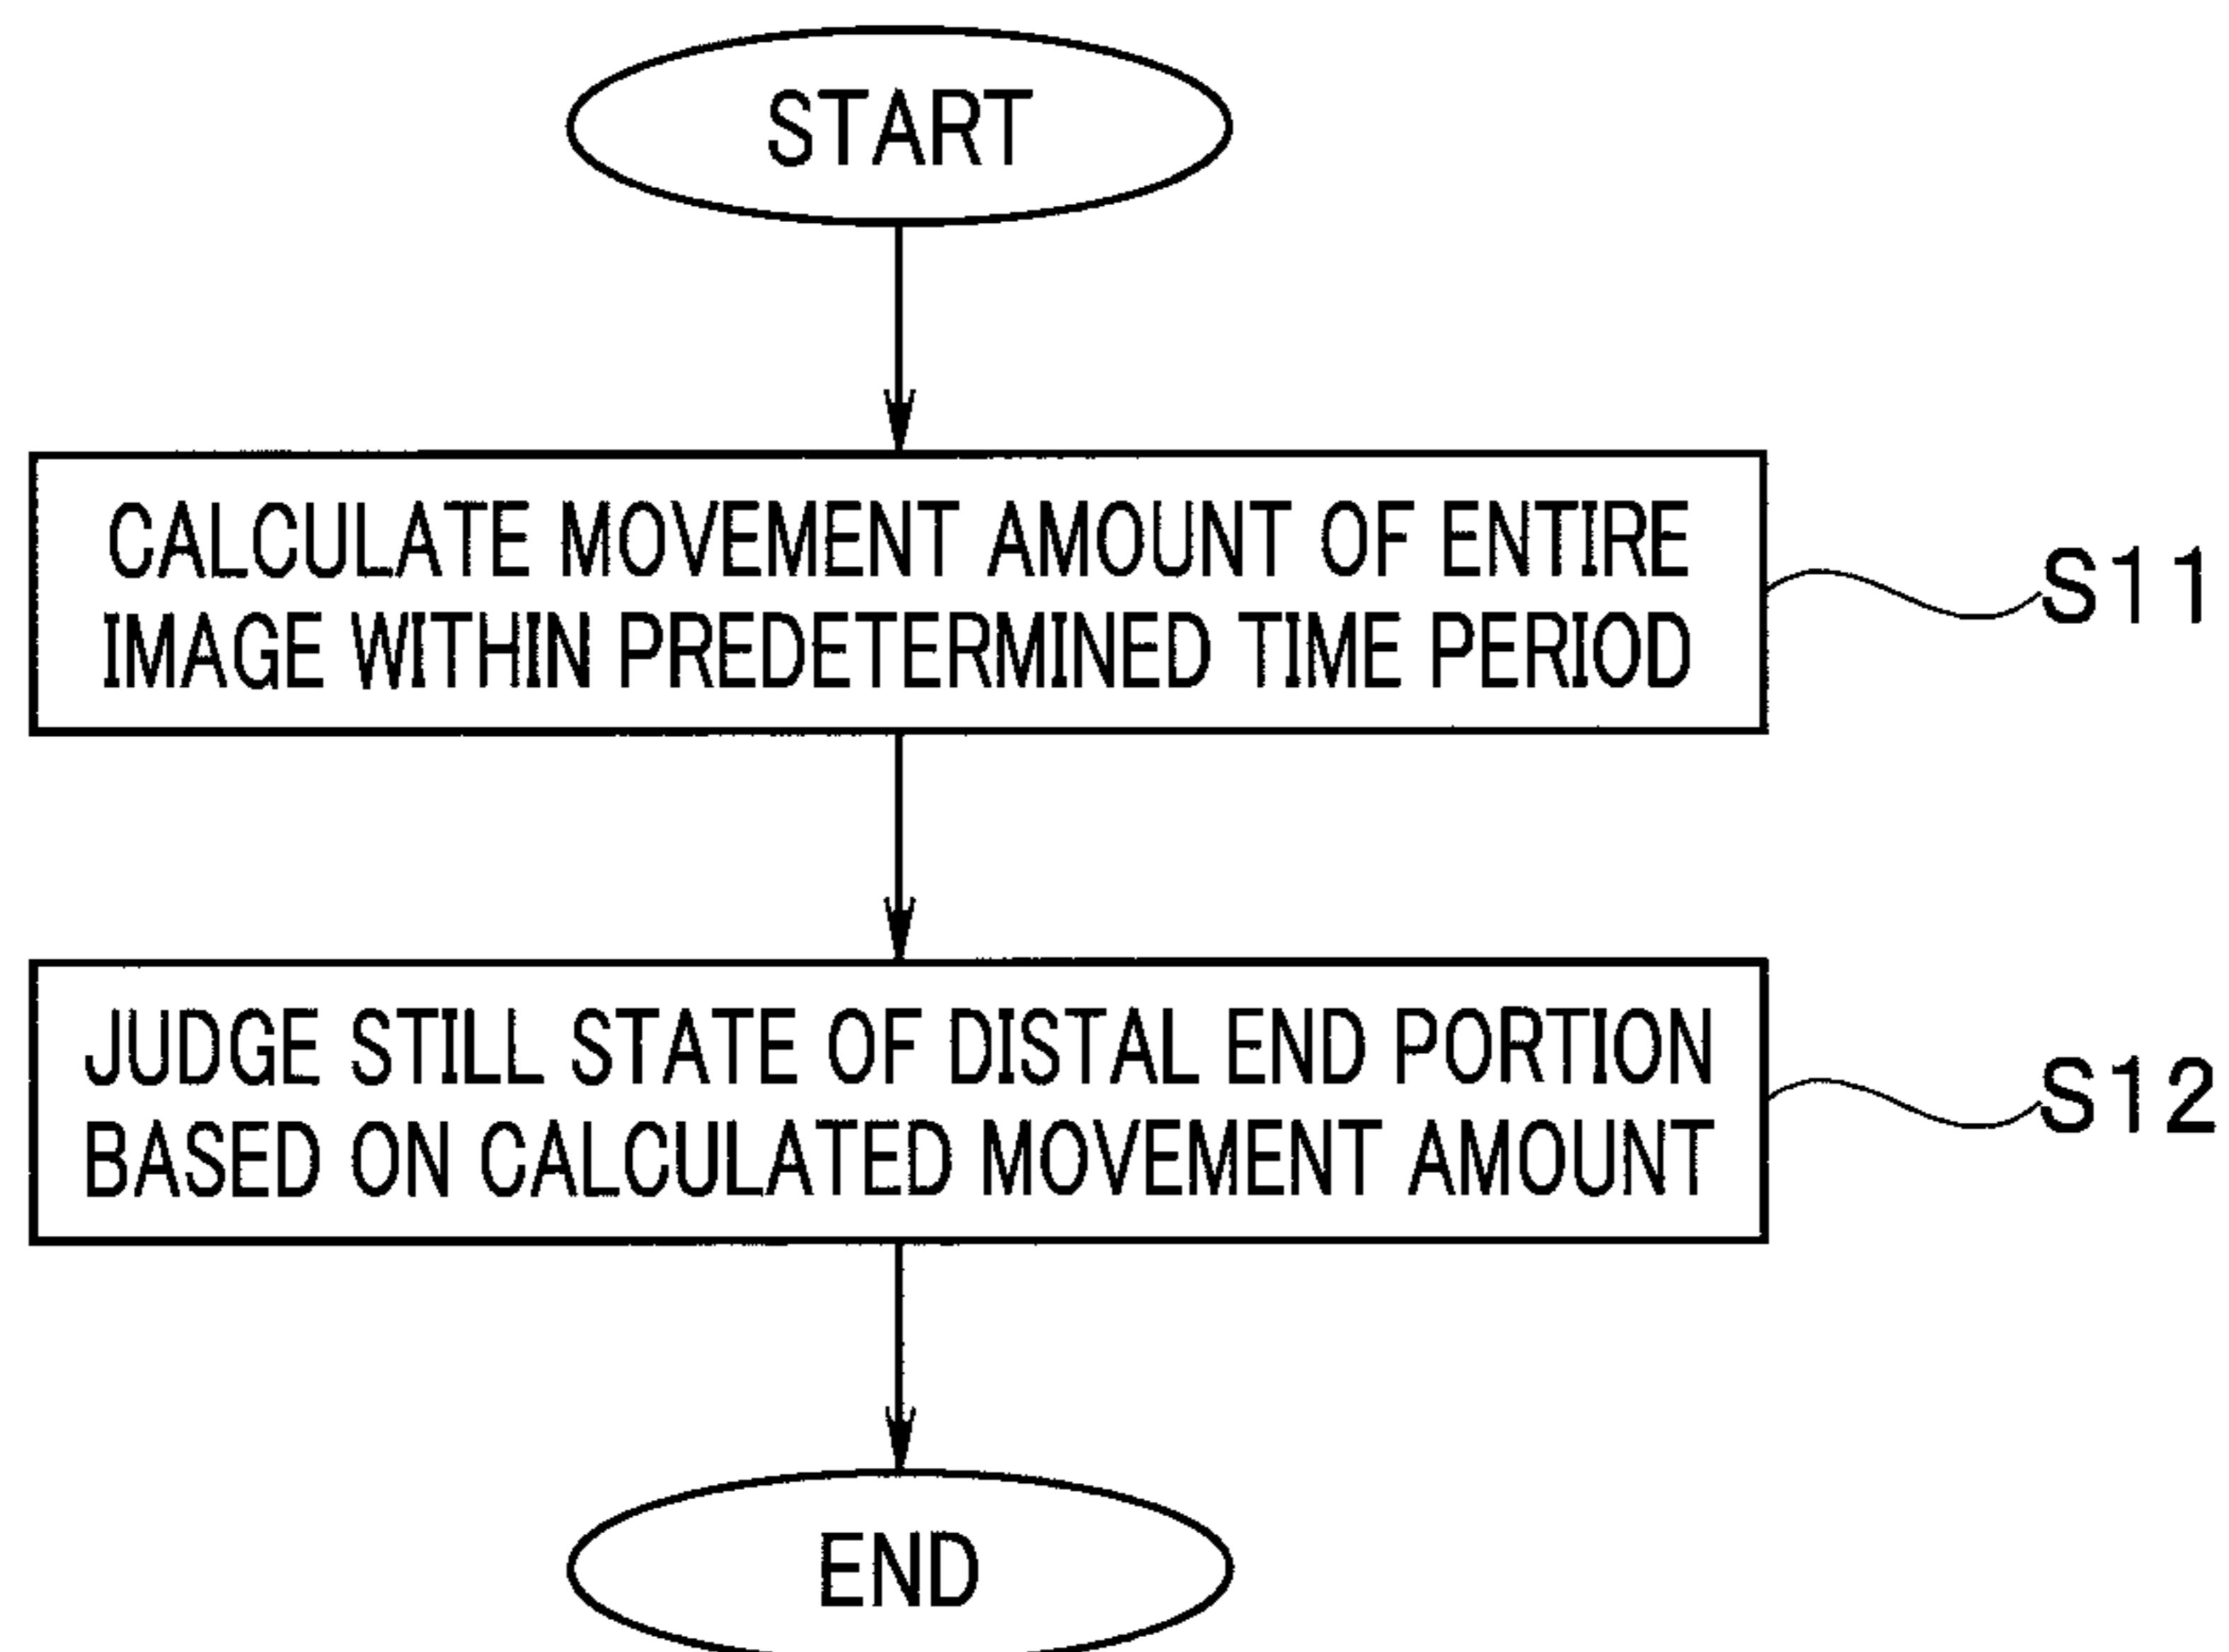 START
CALCULATE MOVEMENT AMOUNT OF ENTIRE
IMAGE WITHIN PREDETERMINED TIME PERIOD
S11
JUDGE STILL STATE OF DISTAL END PORTION
BASED ON CALCULATED MOVEMENT AMOUNT
S12
END